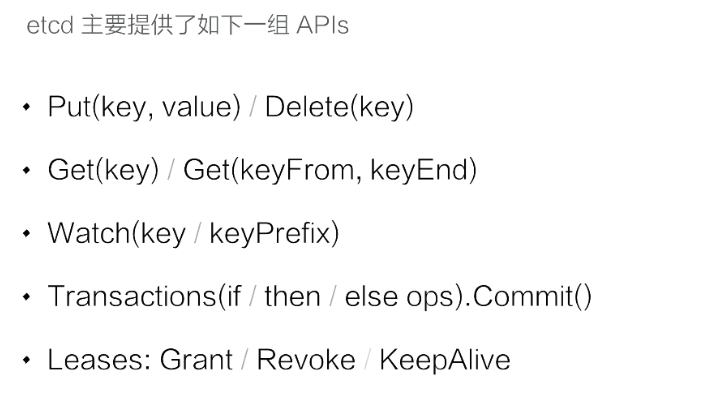 etcd 主要提供了如下一组 APIs
• Put(key, value) / Delete(key)
• Get(key) / Get(keyFrom, keyEnd)
• Watch(key / keyPrefix)
• Transactions(if / then / else ops).Commit()
• Leases: Grant / Revoke / KeepAlive